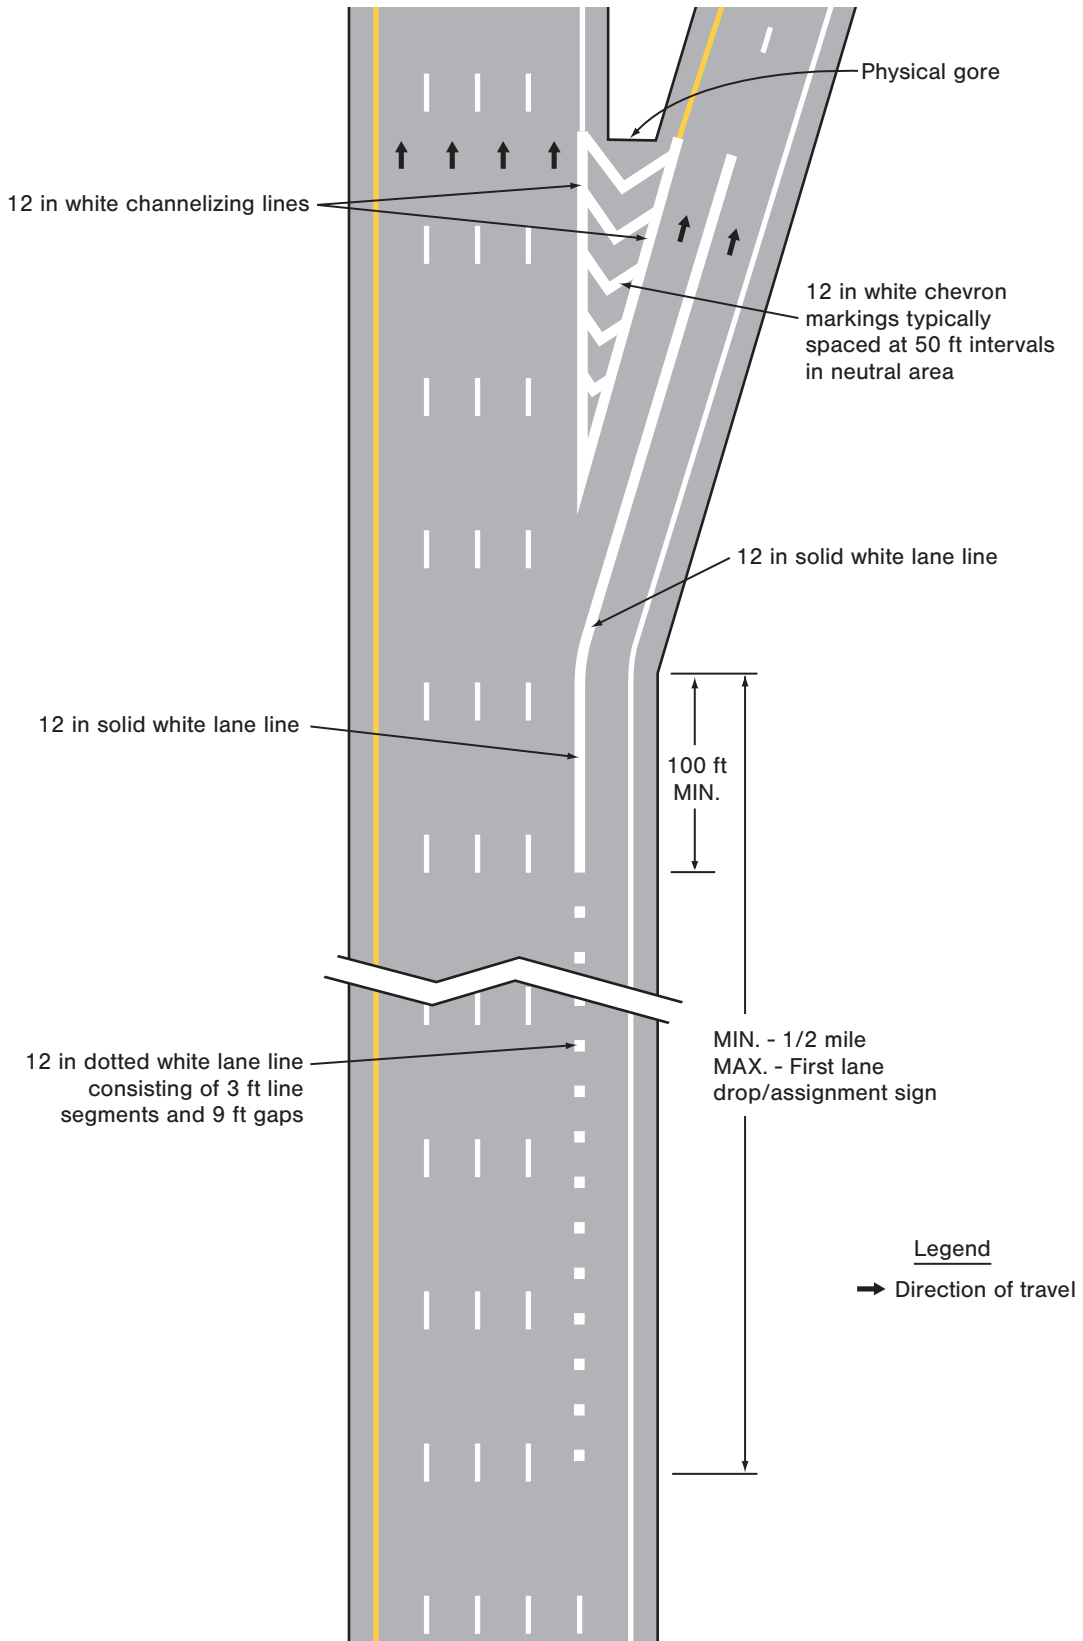 Physical gore
12 in white channelizing lines
12 in white chevron
markings typically
spaced at 50 ft intervals
in neutral area
12 in solid white lane line
12 in solid white lane line
100 ft
MIN.
MIN. - 1/2 mile
MAX. - First lane
drop/assignment sign
12 in dotted white lane line
consisting of 3 ft line
segments and 9 ft gaps
Legend
Direction of travel